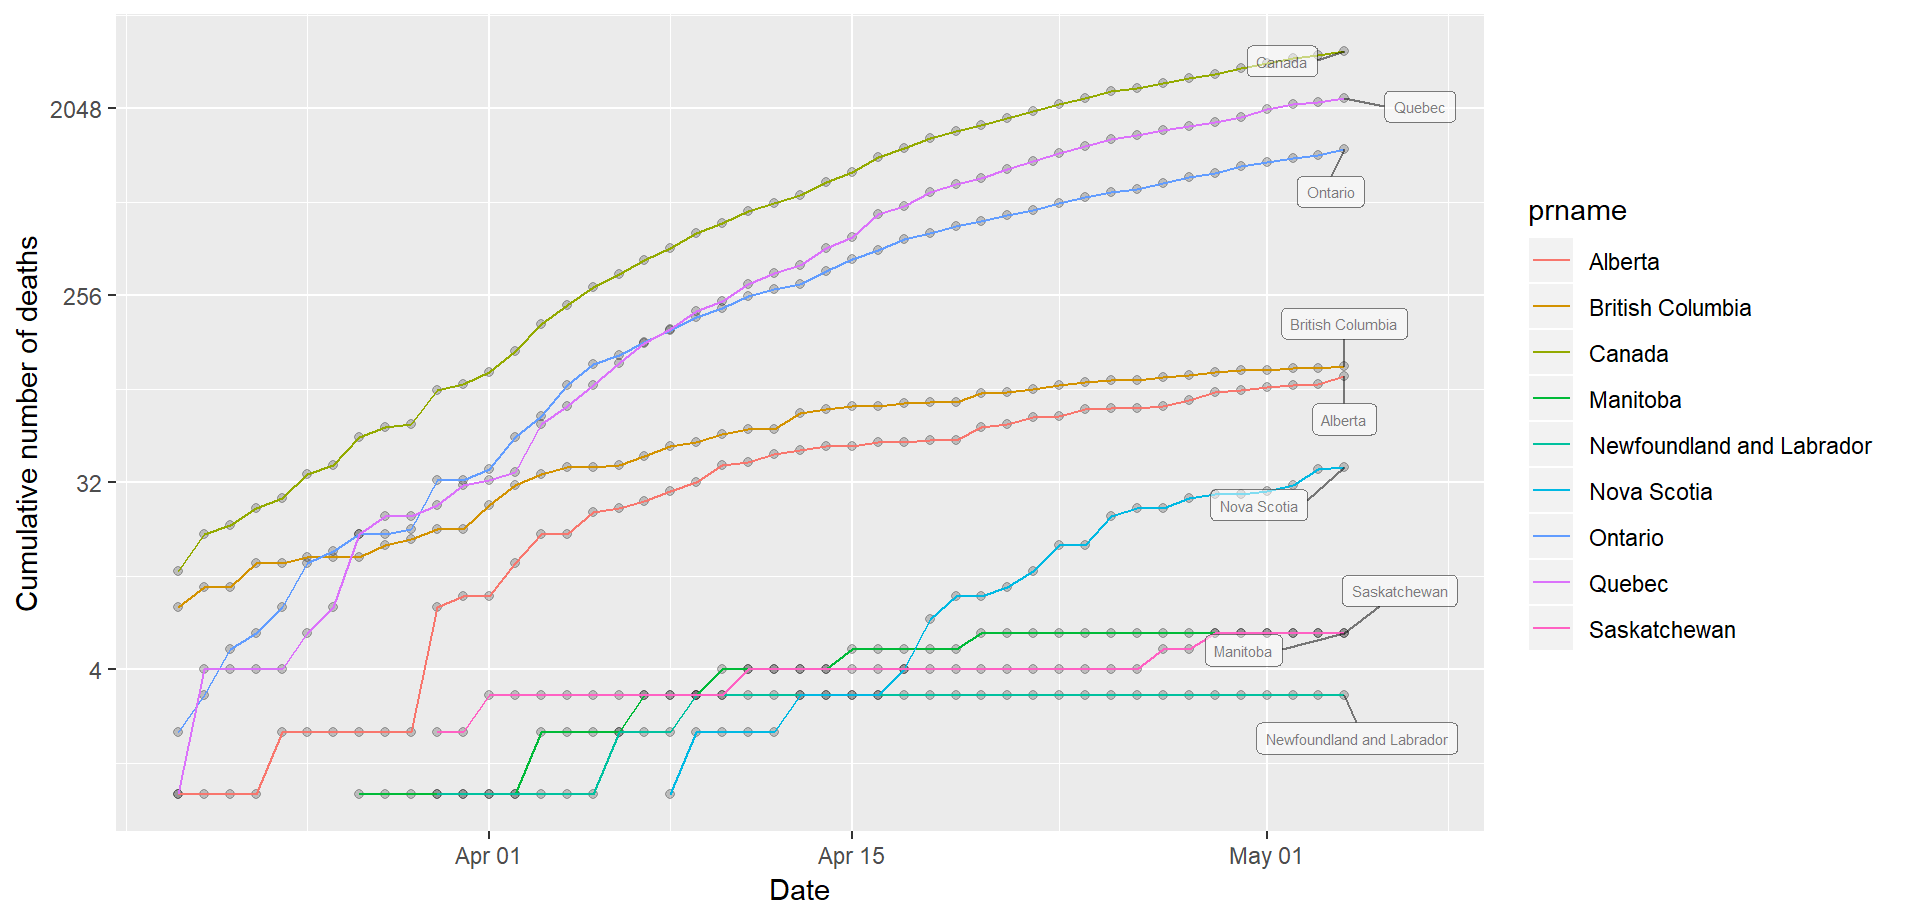 Cumulative number of deaths
2048
256
32
4
Canada
Quebec
Ontario
British Columbia
Alberta
Nova Scotia
Saskatchewan
Manitoba
Newfoundland and Labrador
Apr 01
Apr 15
May 01
Date
prname
Alberta
British Columbia
Canada
Manitoba
Newfoundland and Labrador
Nova Scotia
Ontario
Quebec
Saskatchewan